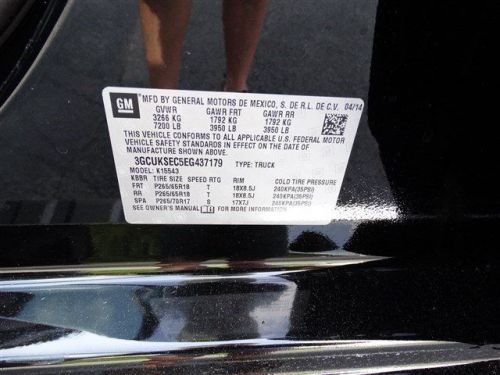 GM
MFD BY GENERAL MOTORS DE MEXICO, S. DE R.L. DE C.V. 04/14
GVWR GAWR FRT GAWR RR
3266 KG 1792 KG 1792 KG
7200 LB 3950 LB 3950 LB
THIS VEHICLE CONFORMS TO ALL APPLICABLE U.S. FEDERAL MOTOR
VEHICLE SAFETY STANDARDS IN EFFECT ON THE DATE OF
MANUFACTURE SHOWN ABOVE.
3GCUKSEC5EG437179 TYPE: TRUCK
MODEL: K15543
KBBR TIRE SIZE SPEED RTG RIM COLD TIRE PRESSURE
FRT P265/65R18 T 18X8.5J 240KPA(35PSI)
RR P265/65R18 T 18X8.5J 240KPA(35PSI)
SPA P265/70R17 S 17X7J 240KPA(35PSI)
SEE OWNER'S MANUAL FOR MORE INFORMATION